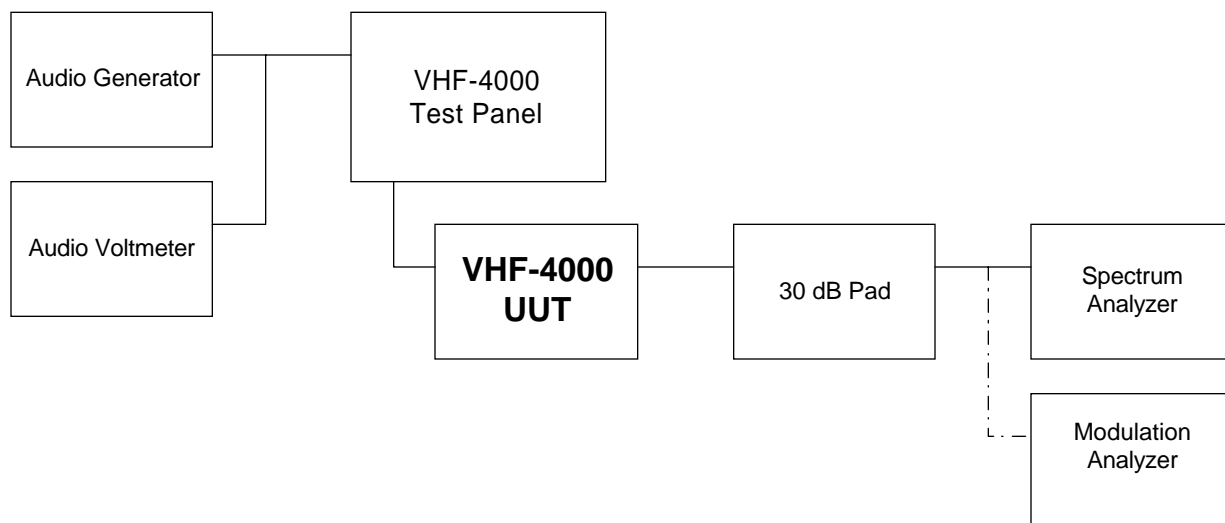 Audio Generator
VHF-4000
Test Panel
Audio Voltmeter
VHF-4000
UUT
30 dB Pad
Spectrum
Analyzer
Modulation
Analyzer